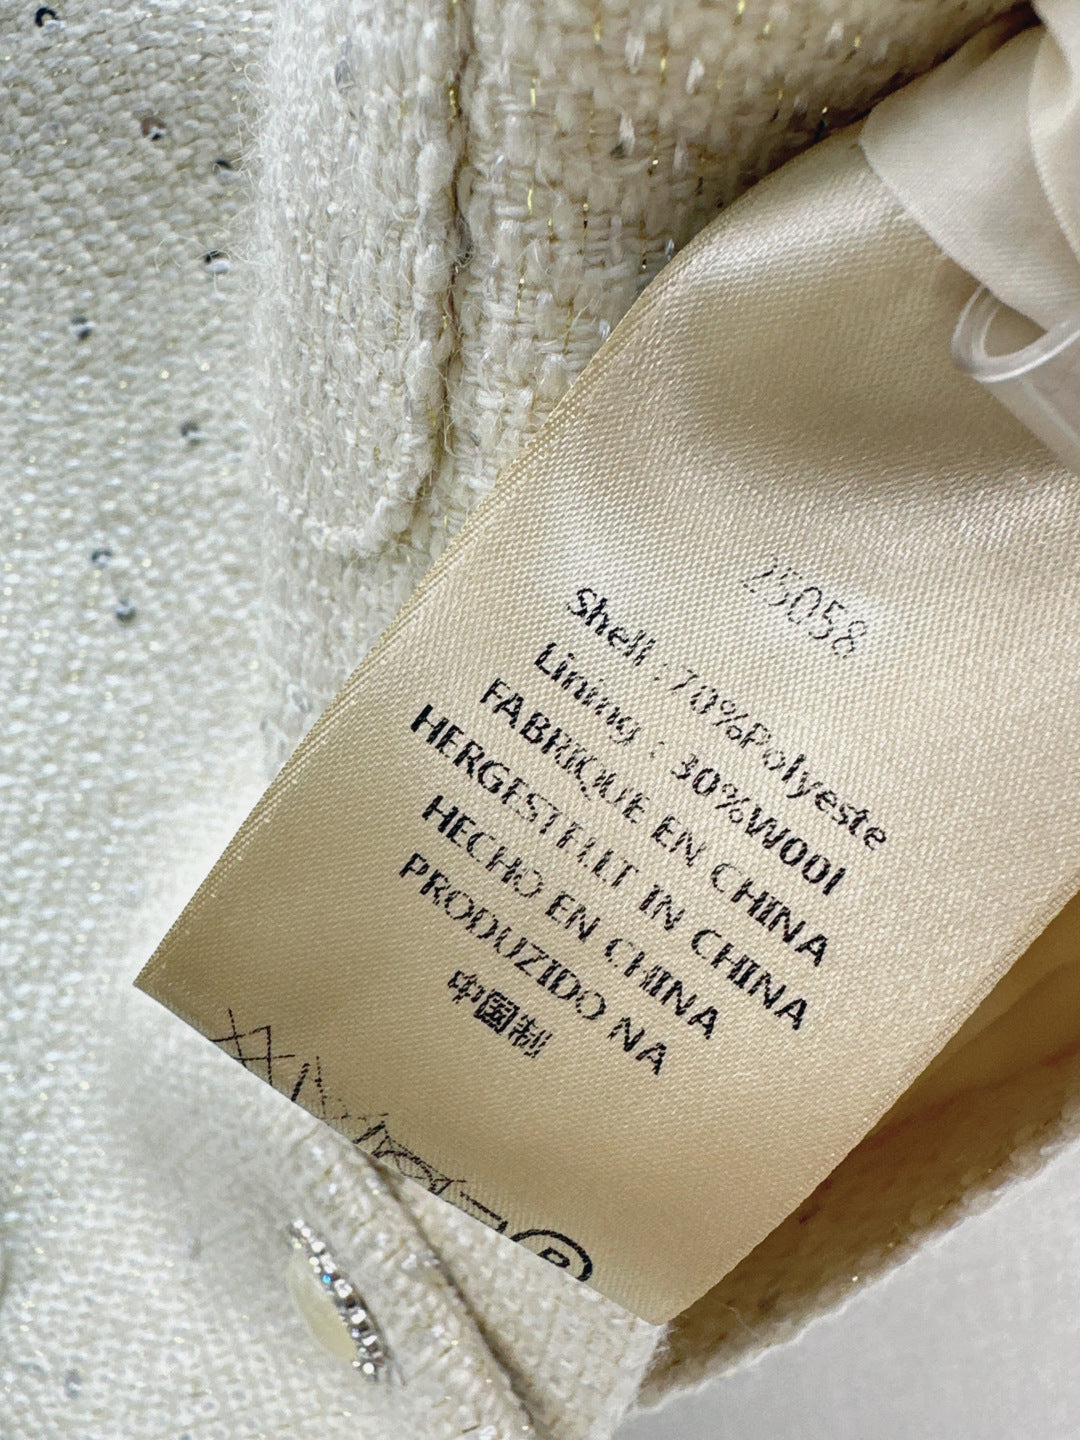 25058
Shell : 70%Polyeste
Lining : 30%WOOl
FABRIQUE EN CHINA
HERGESTELLT IN CHINA
HECHO EN CHINA
PRODUZIDO NA
中国制
P